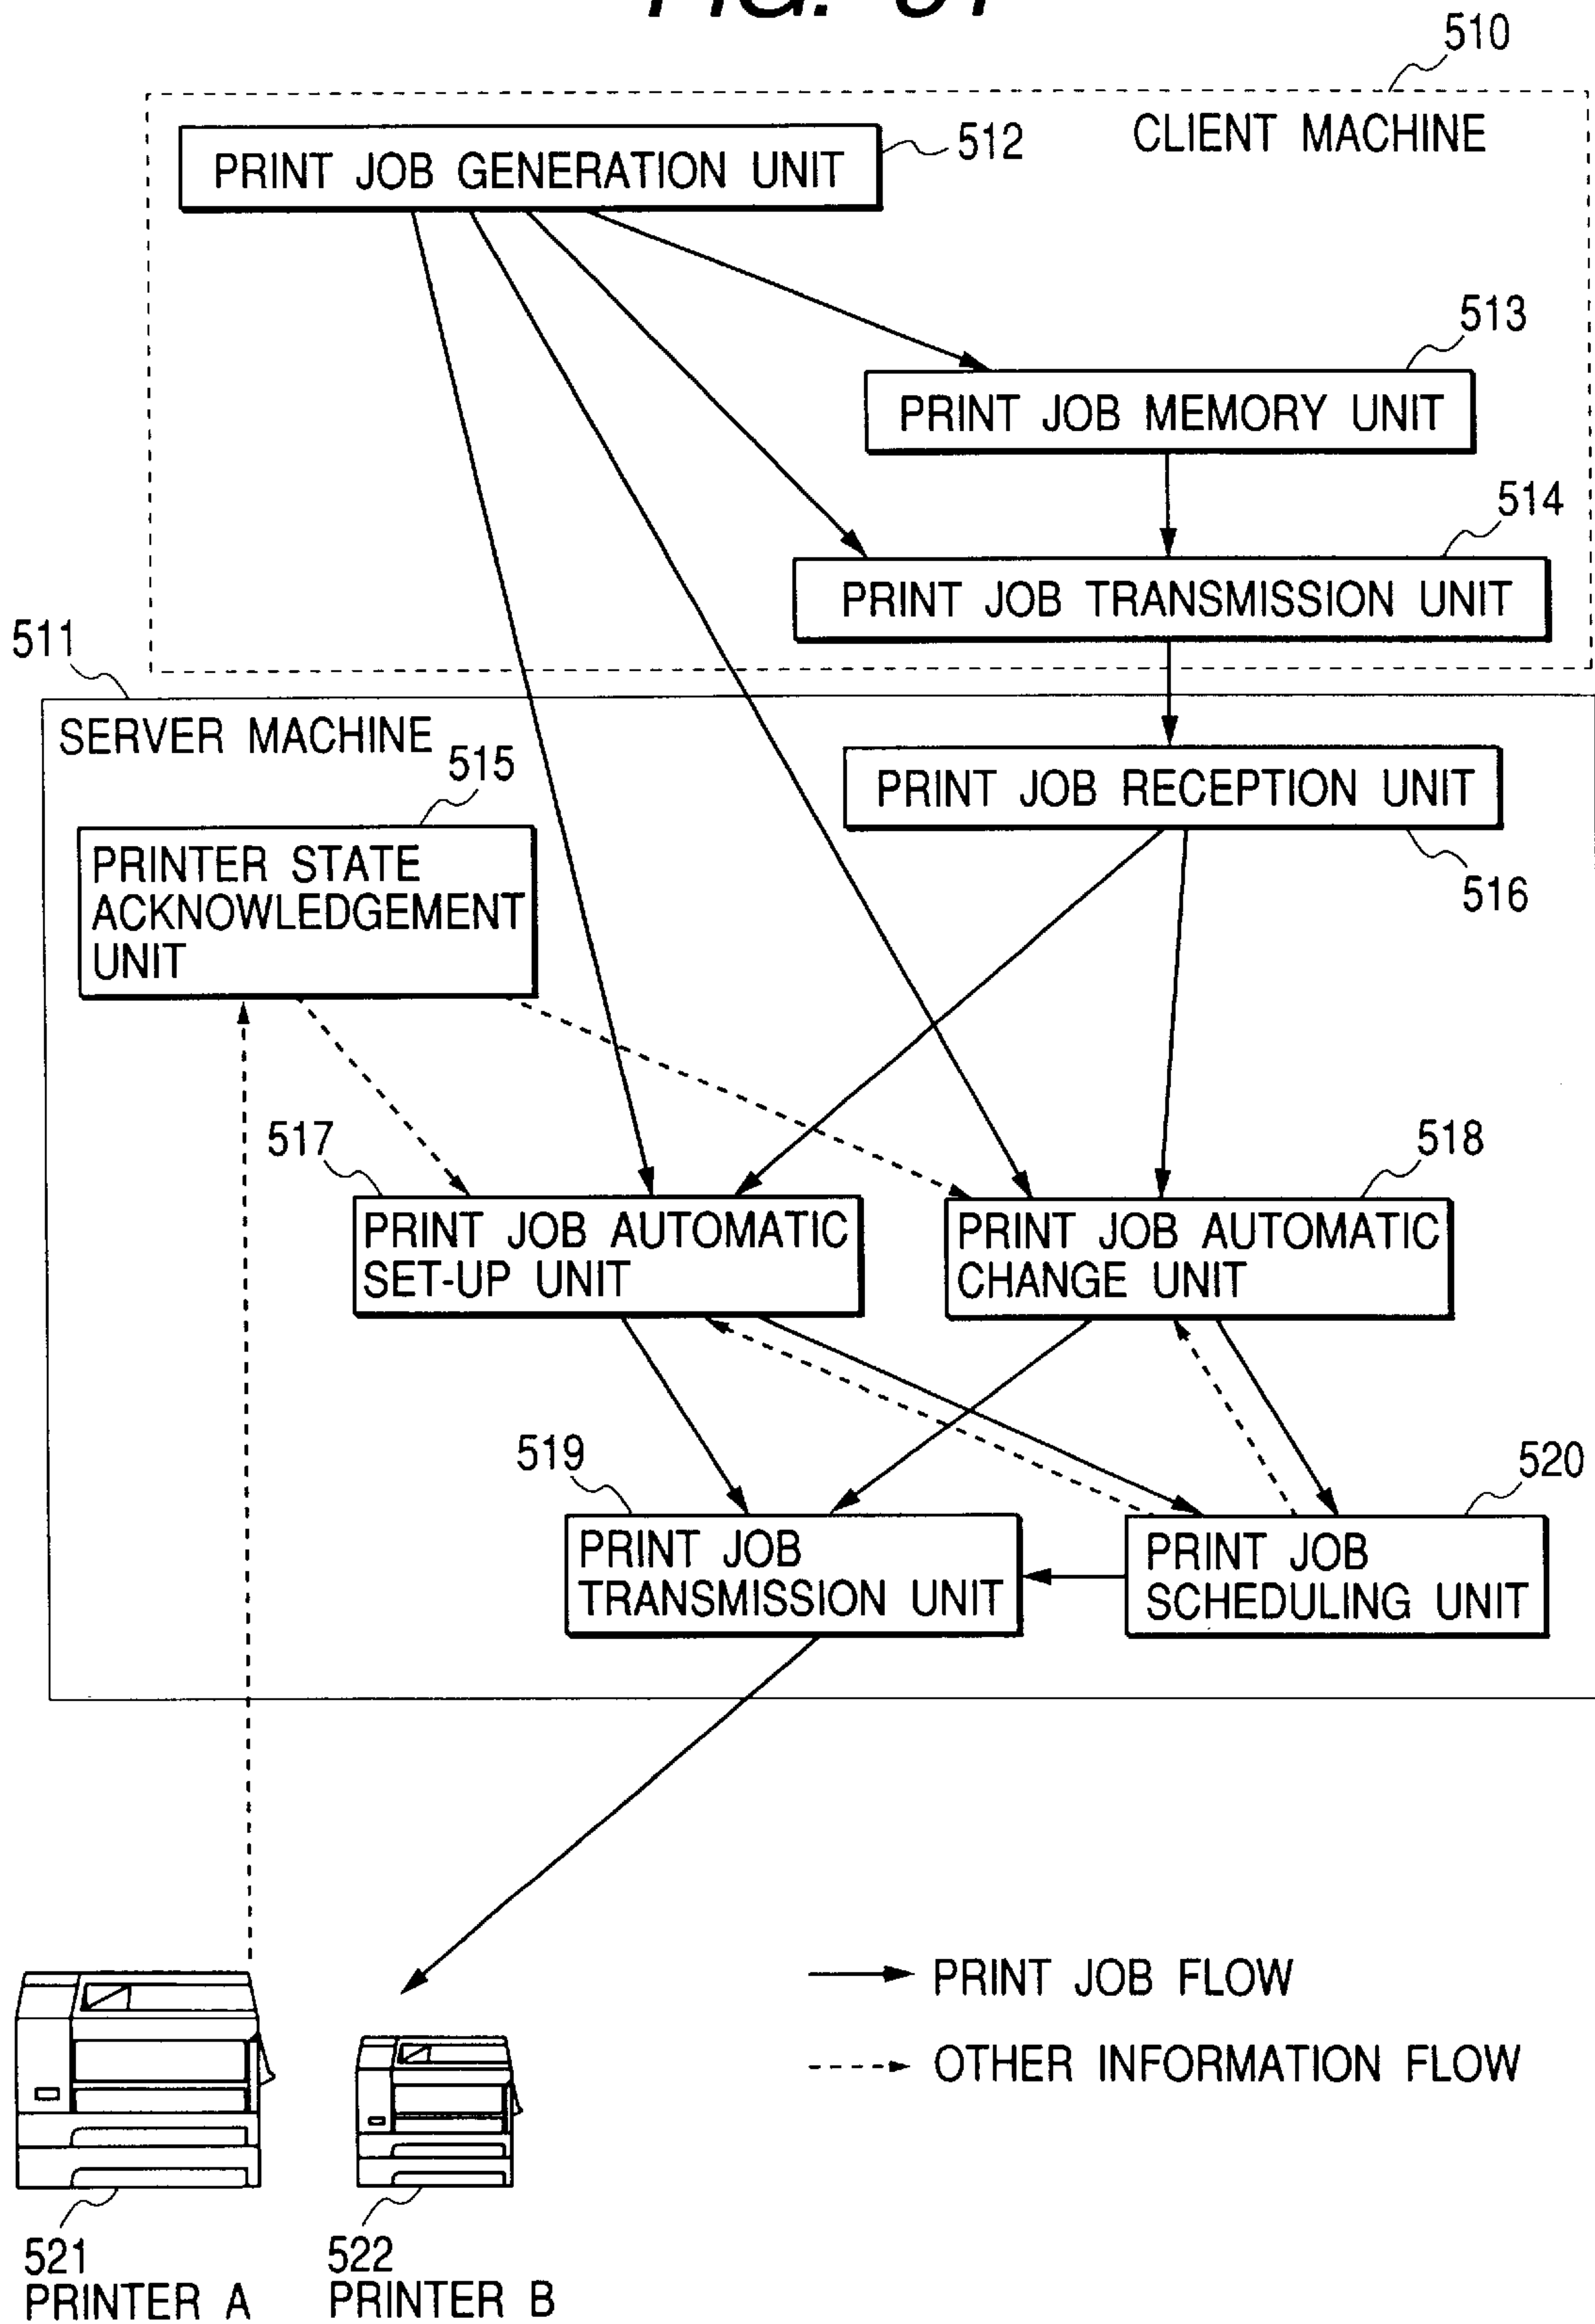 510
CLIENT MACHINE
PRINT JOB GENERATION UNIT
512
513
PRINT JOB MEMORY UNIT
514
PRINT JOB TRANSMISSION UNIT
511
SERVER MACHINE
515
PRINT JOB RECEPTION UNIT
516
PRINTER STATE
ACKNOWLEDGEMENT
UNIT
517
518
PRINT JOB AUTOMATIC
SET-UP UNIT
PRINT JOB AUTOMATIC
CHANGE UNIT
519
520
PRINT JOB
TRANSMISSION UNIT
PRINT JOB
SCHEDULING UNIT
PRINT JOB FLOW
OTHER INFORMATION FLOW
521
PRINTER A
522
PRINTER B